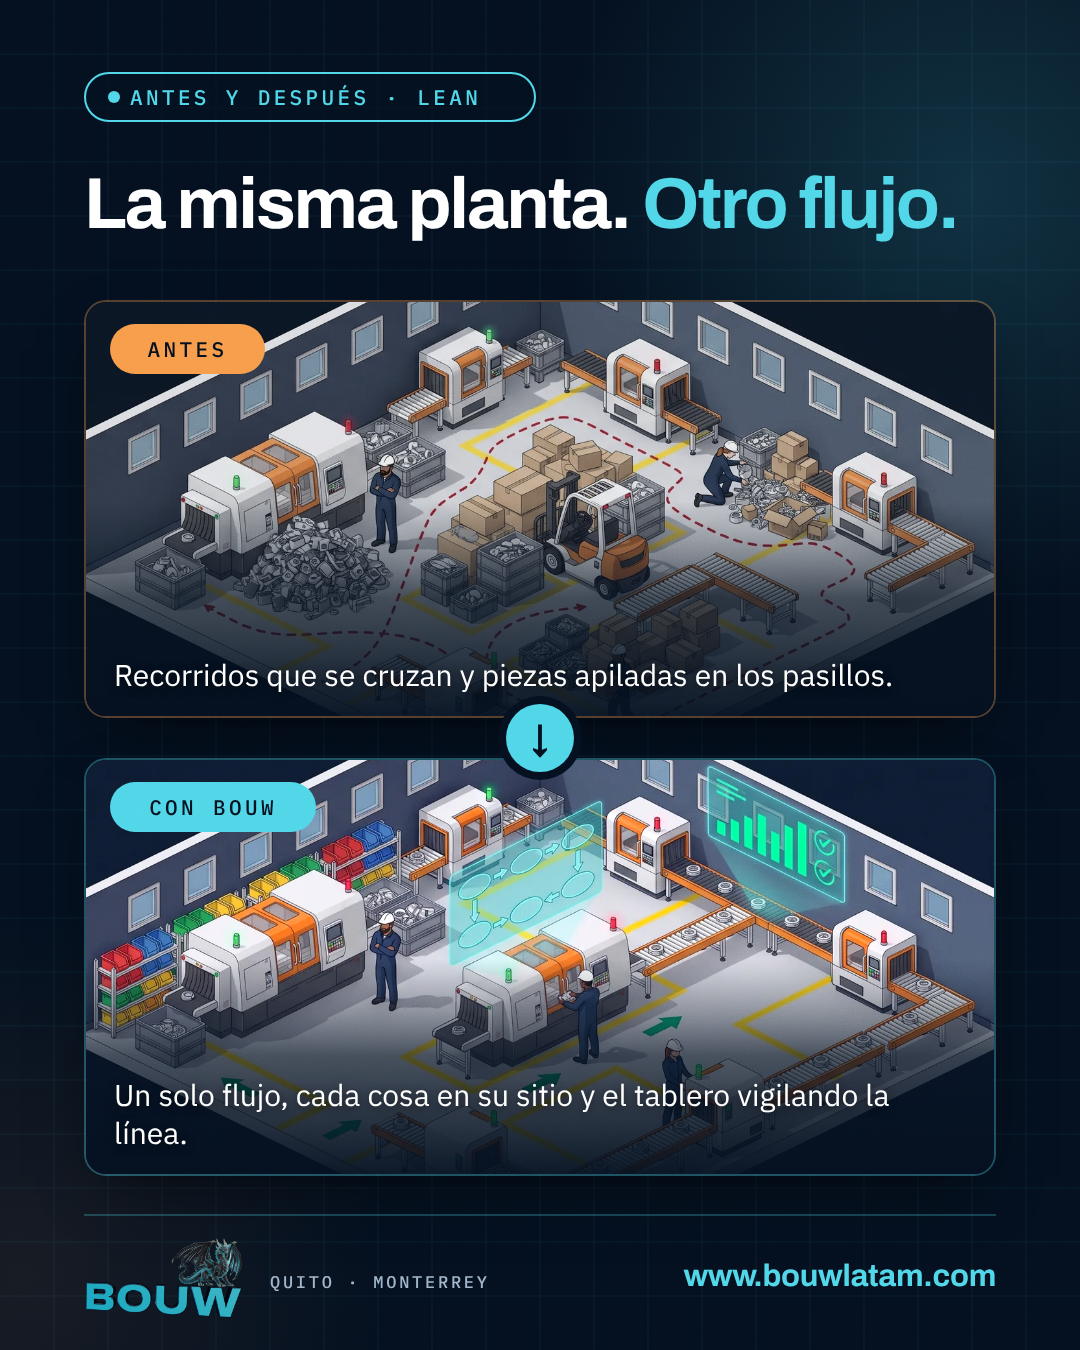 ANTES Y DESPUÉS · LEAN
La misma planta. Otro flujo.
ANTES
Recorridos que se cruzan y piezas apiladas en los pasillos.
CON BOUW
Un solo flujo, cada cosa en su sitio y el tablero vigilando la
línea.
BOUW
QUITO · MONTERREY
www.bouwlatam.com